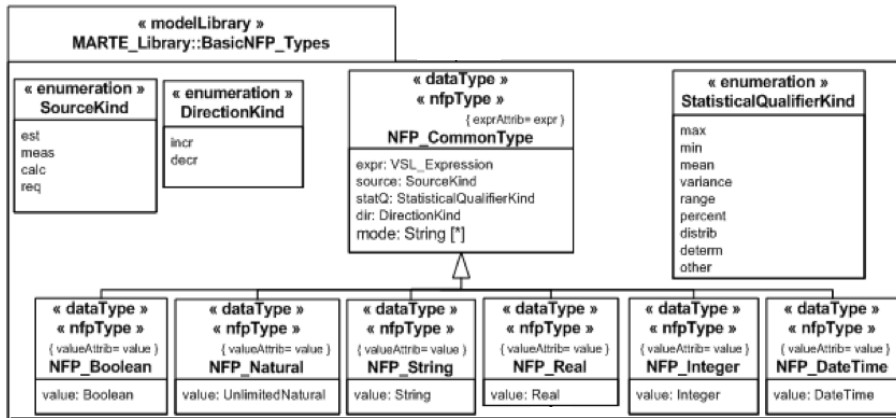 « modelLibrary »
MARTE_Library::BasicNFP_Types
« enumeration »
SourceKind
est
meas
calc
req
« enumeration »
DirectionKind
incr
decr
« dataType »
« nfpType »
{ exprAttrib= expr }
NFP_CommonType
expr: VSL_Expression
source: SourceKind
statQ: StatisticalQualifierKind
dir: DirectionKind
mode: String [*]
« enumeration »
StatisticalQualifierKind
max
min
mean
variance
range
percent
distrib
determ
other
« dataType »
« nfpType »
{ valueAttrib= value }
NFP_Boolean
value: Boolean
« dataType »
« nfpType »
{ valueAttrib= value }
NFP_Natural
value: UnlimitedNatural
« dataType »
« nfpType »
{ valueAttrib= value }
NFP_String
value: String
« dataType »
« nfpType »
{ valueAttrib= value }
NFP_Real
value: Real
« dataType »
« nfpType »
{ valueAttrib= value }
NFP_Integer
value: Integer
« dataType »
« nfpType »
{ valueAttrib= value }
NFP_DateTime
value: DateTime